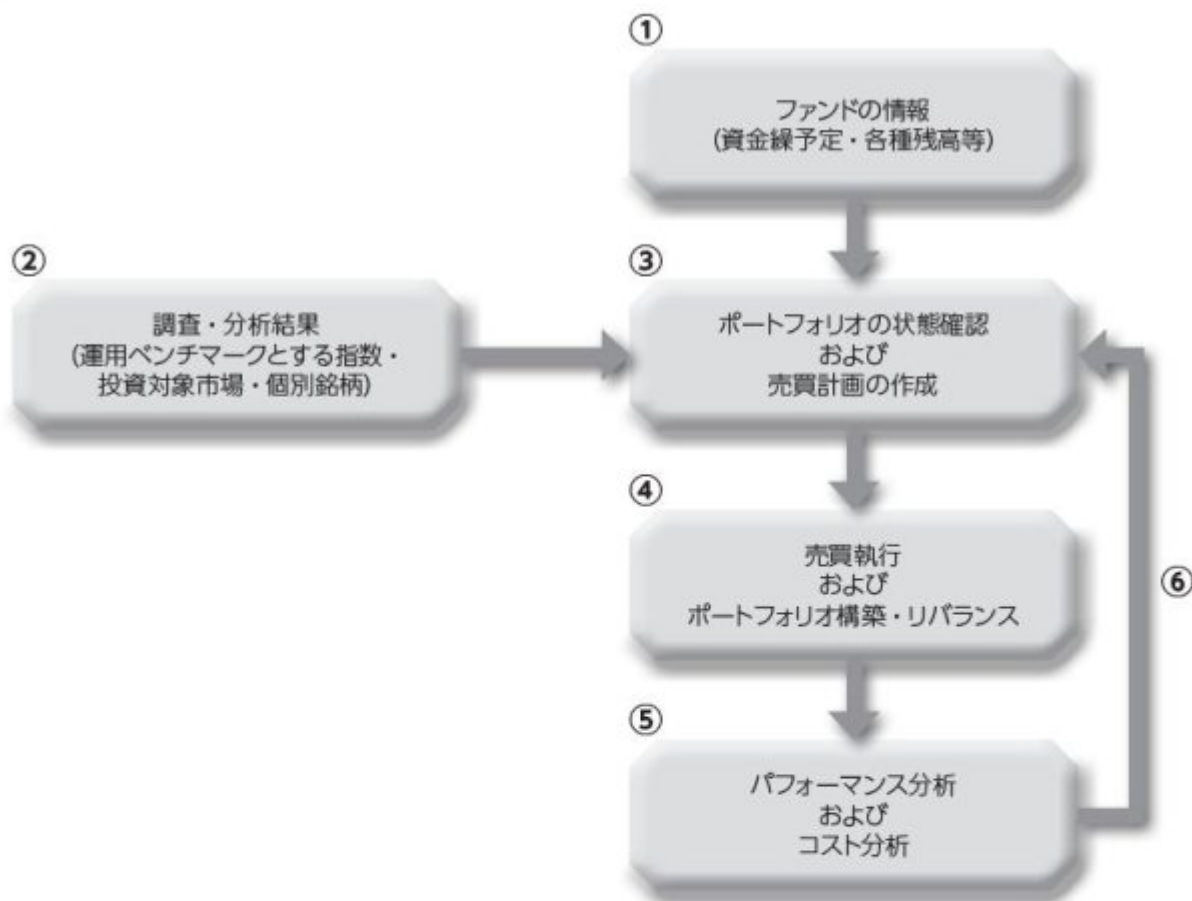 ①
ファンドの情報
(資金繰予定・各種残高等)
②
調査・分析結果
(運用ベンチマークとする指数・
投資対象市場・個別銘柄)
③
ポートフォリオの状態確認
および
売買計画の作成
④
売買執行
および
ポートフォリオ構築・リバランス
⑤
パフォーマンス分析
および
コスト分析
⑥